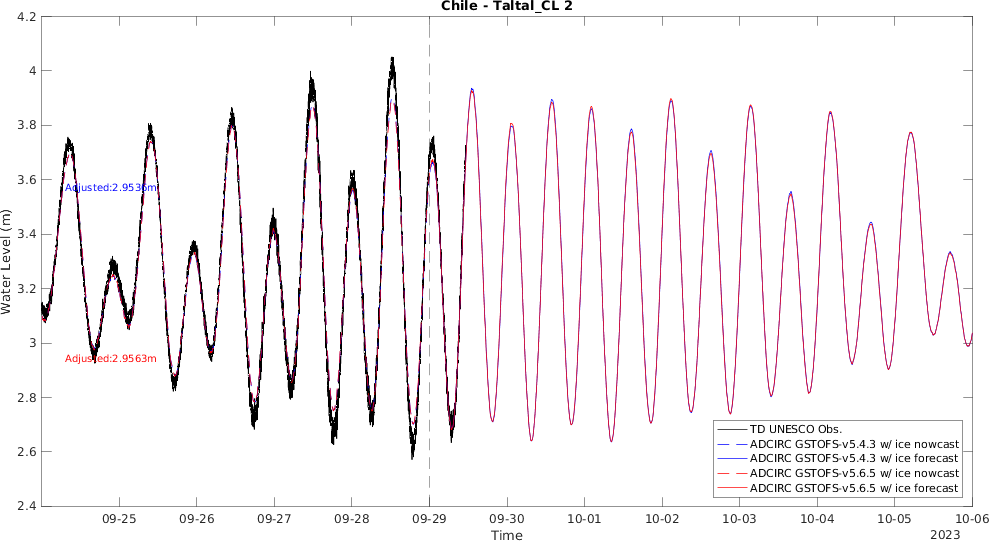 Chile - Taltal_CL 2
4.2
4
3.8
3.6
3.4
3.2
3
2.8
2.6
2.4
Water Level (m)
Adjusted:2.9536m
Adjusted:2.9563m
TD UNESCO Obs.
ADCIRC GSTOFS-v5.4.3 w/ ice nowcast
ADCIRC GSTOFS-v5.4.3 w/ ice forecast
ADCIRC GSTOFS-v5.6.5 w/ ice nowcast
ADCIRC GSTOFS-v5.6.5 w/ ice forecast
09-25 09-26 09-27 09-28 09-29 09-30 10-01 10-02 10-03 10-04 10-05 10-06
Time
2023